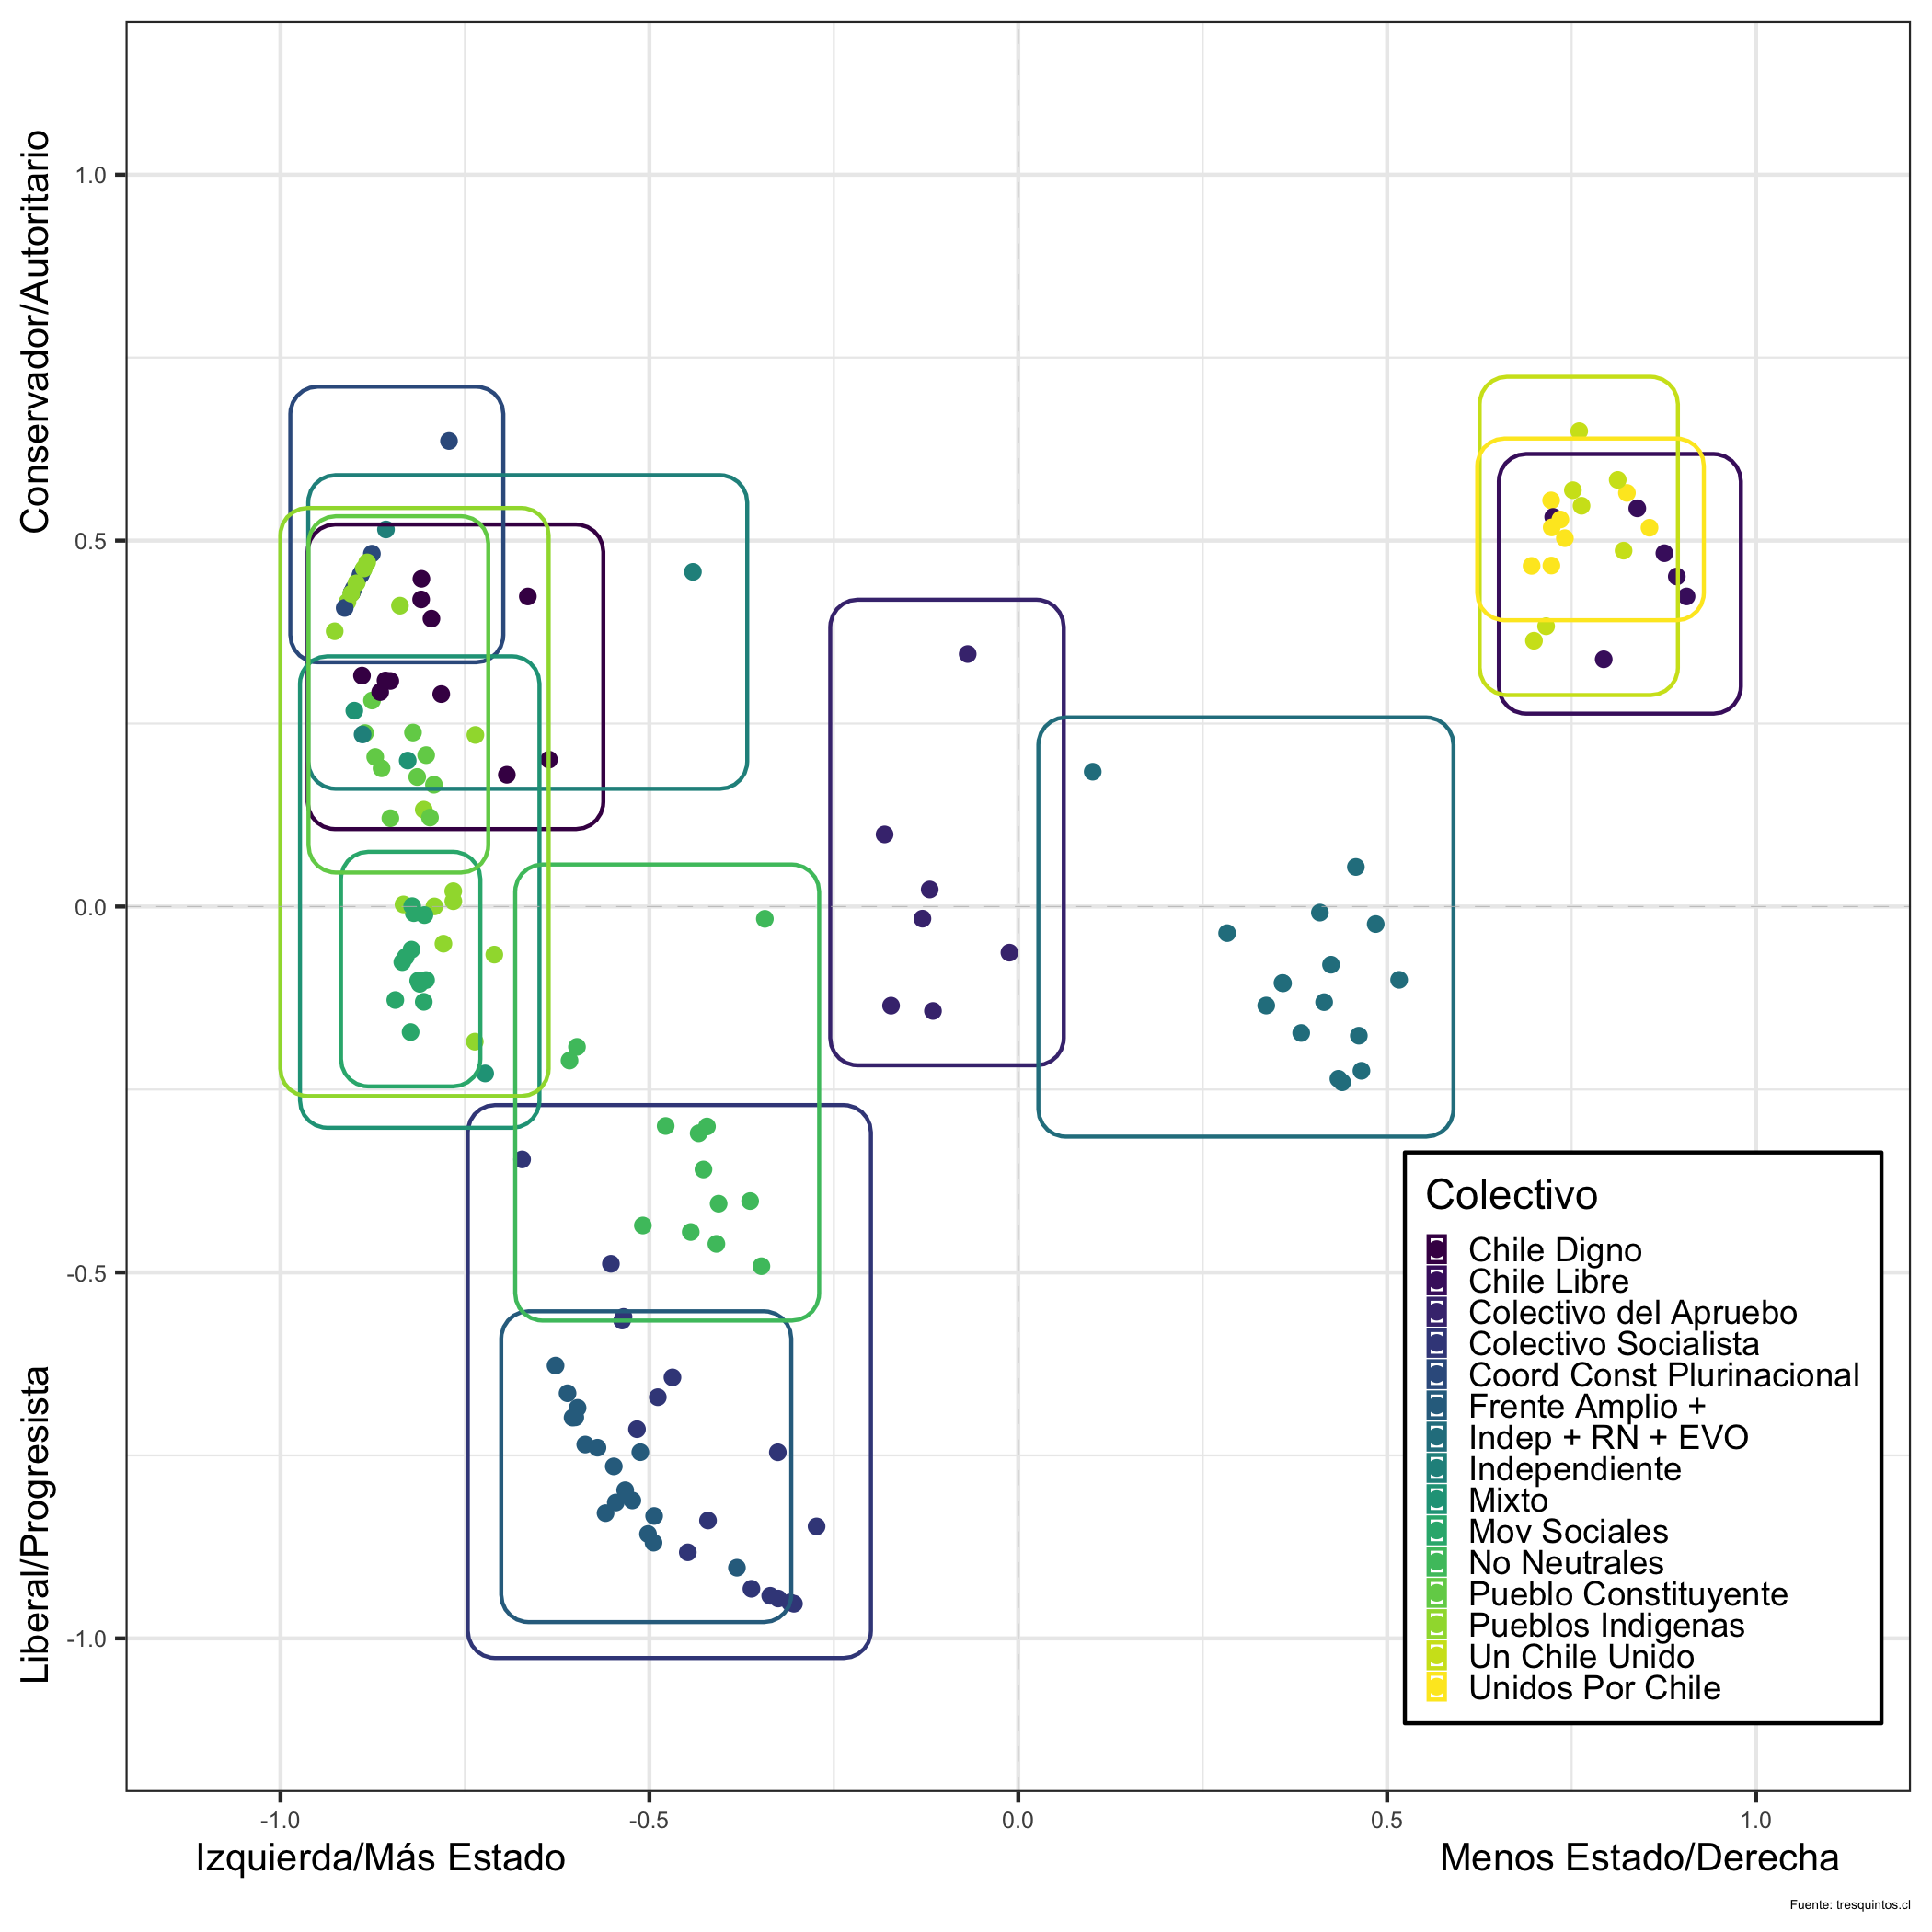 Conservador/Autoritario
Liberal/Progresista
1.0
0.5
0.0
-0.5
-1.0
Colectivo
Chile Digno
Chile Libre
Colectivo del Apruebo
Colectivo Socialista
Coord Const Plurinacional
Frente Amplio +
Indep + RN + EVO
Independiente
Mixto
Mov Sociales
No Neutrales
Pueblo Constituyente
Pueblos Indigenas
Un Chile Unido
Unidos Por Chile
-1.0 -0.5 0.0 0.5 1.0
Izquierda/Más Estado Menos Estado/Derecha
Fuente: tresquintos.cl